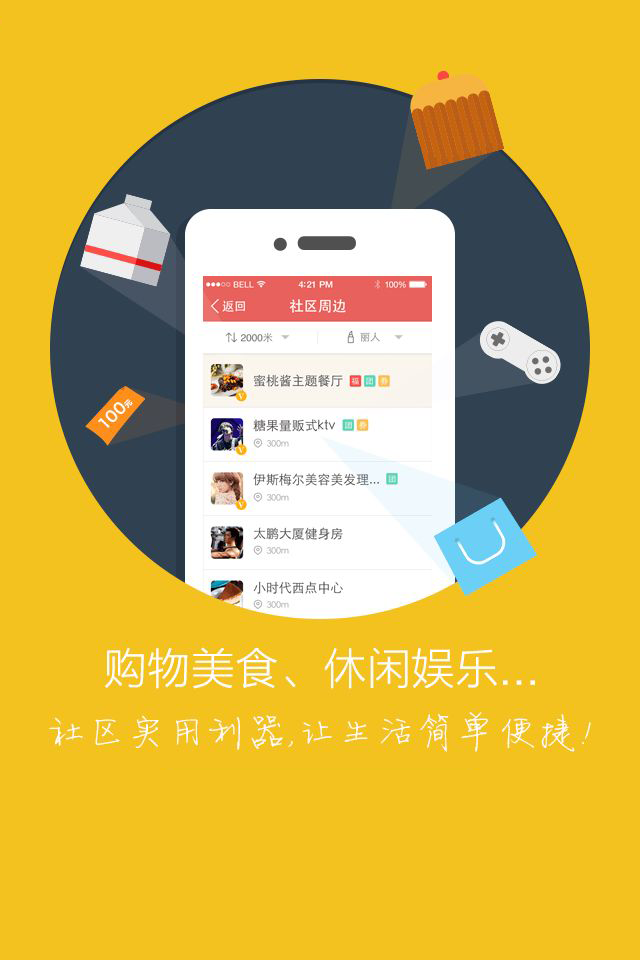 BELL 4:21 PM 100%
返回 社区周边
2000米 丽人
蜜桃酱主题餐厅 福 团 券
V
糖果量贩式ktv 团 券
300m
V
伊斯梅尔美容美发理... 团
300m
V
太鹏大厦健身房
300m
小时代西点中心
300m
100元
购物美食、休闲娱乐...
社区实用利器,让生活简单便捷!